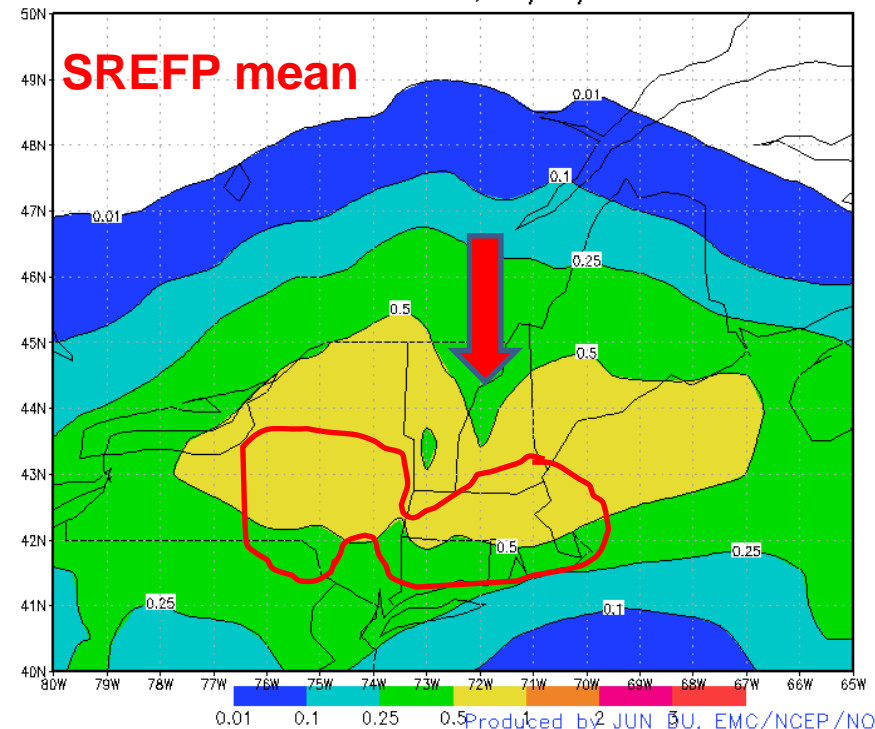 50N
SREFP mean
49N
0.01
48N
0.1
47N
0.01
46N
0.25
45N
0.5
0.5
44N
43N
42N
0.5
0.25
41N
0.25
0.1
40N
80W 79W 78W 77W 76W 75W 74W 73W 72W 71W 70W 69W 68W 67W 66W 65W
0.01 0.1 0.25 0.5 1 2 3
Produced by JUN DU, EMC/NCEP/NO